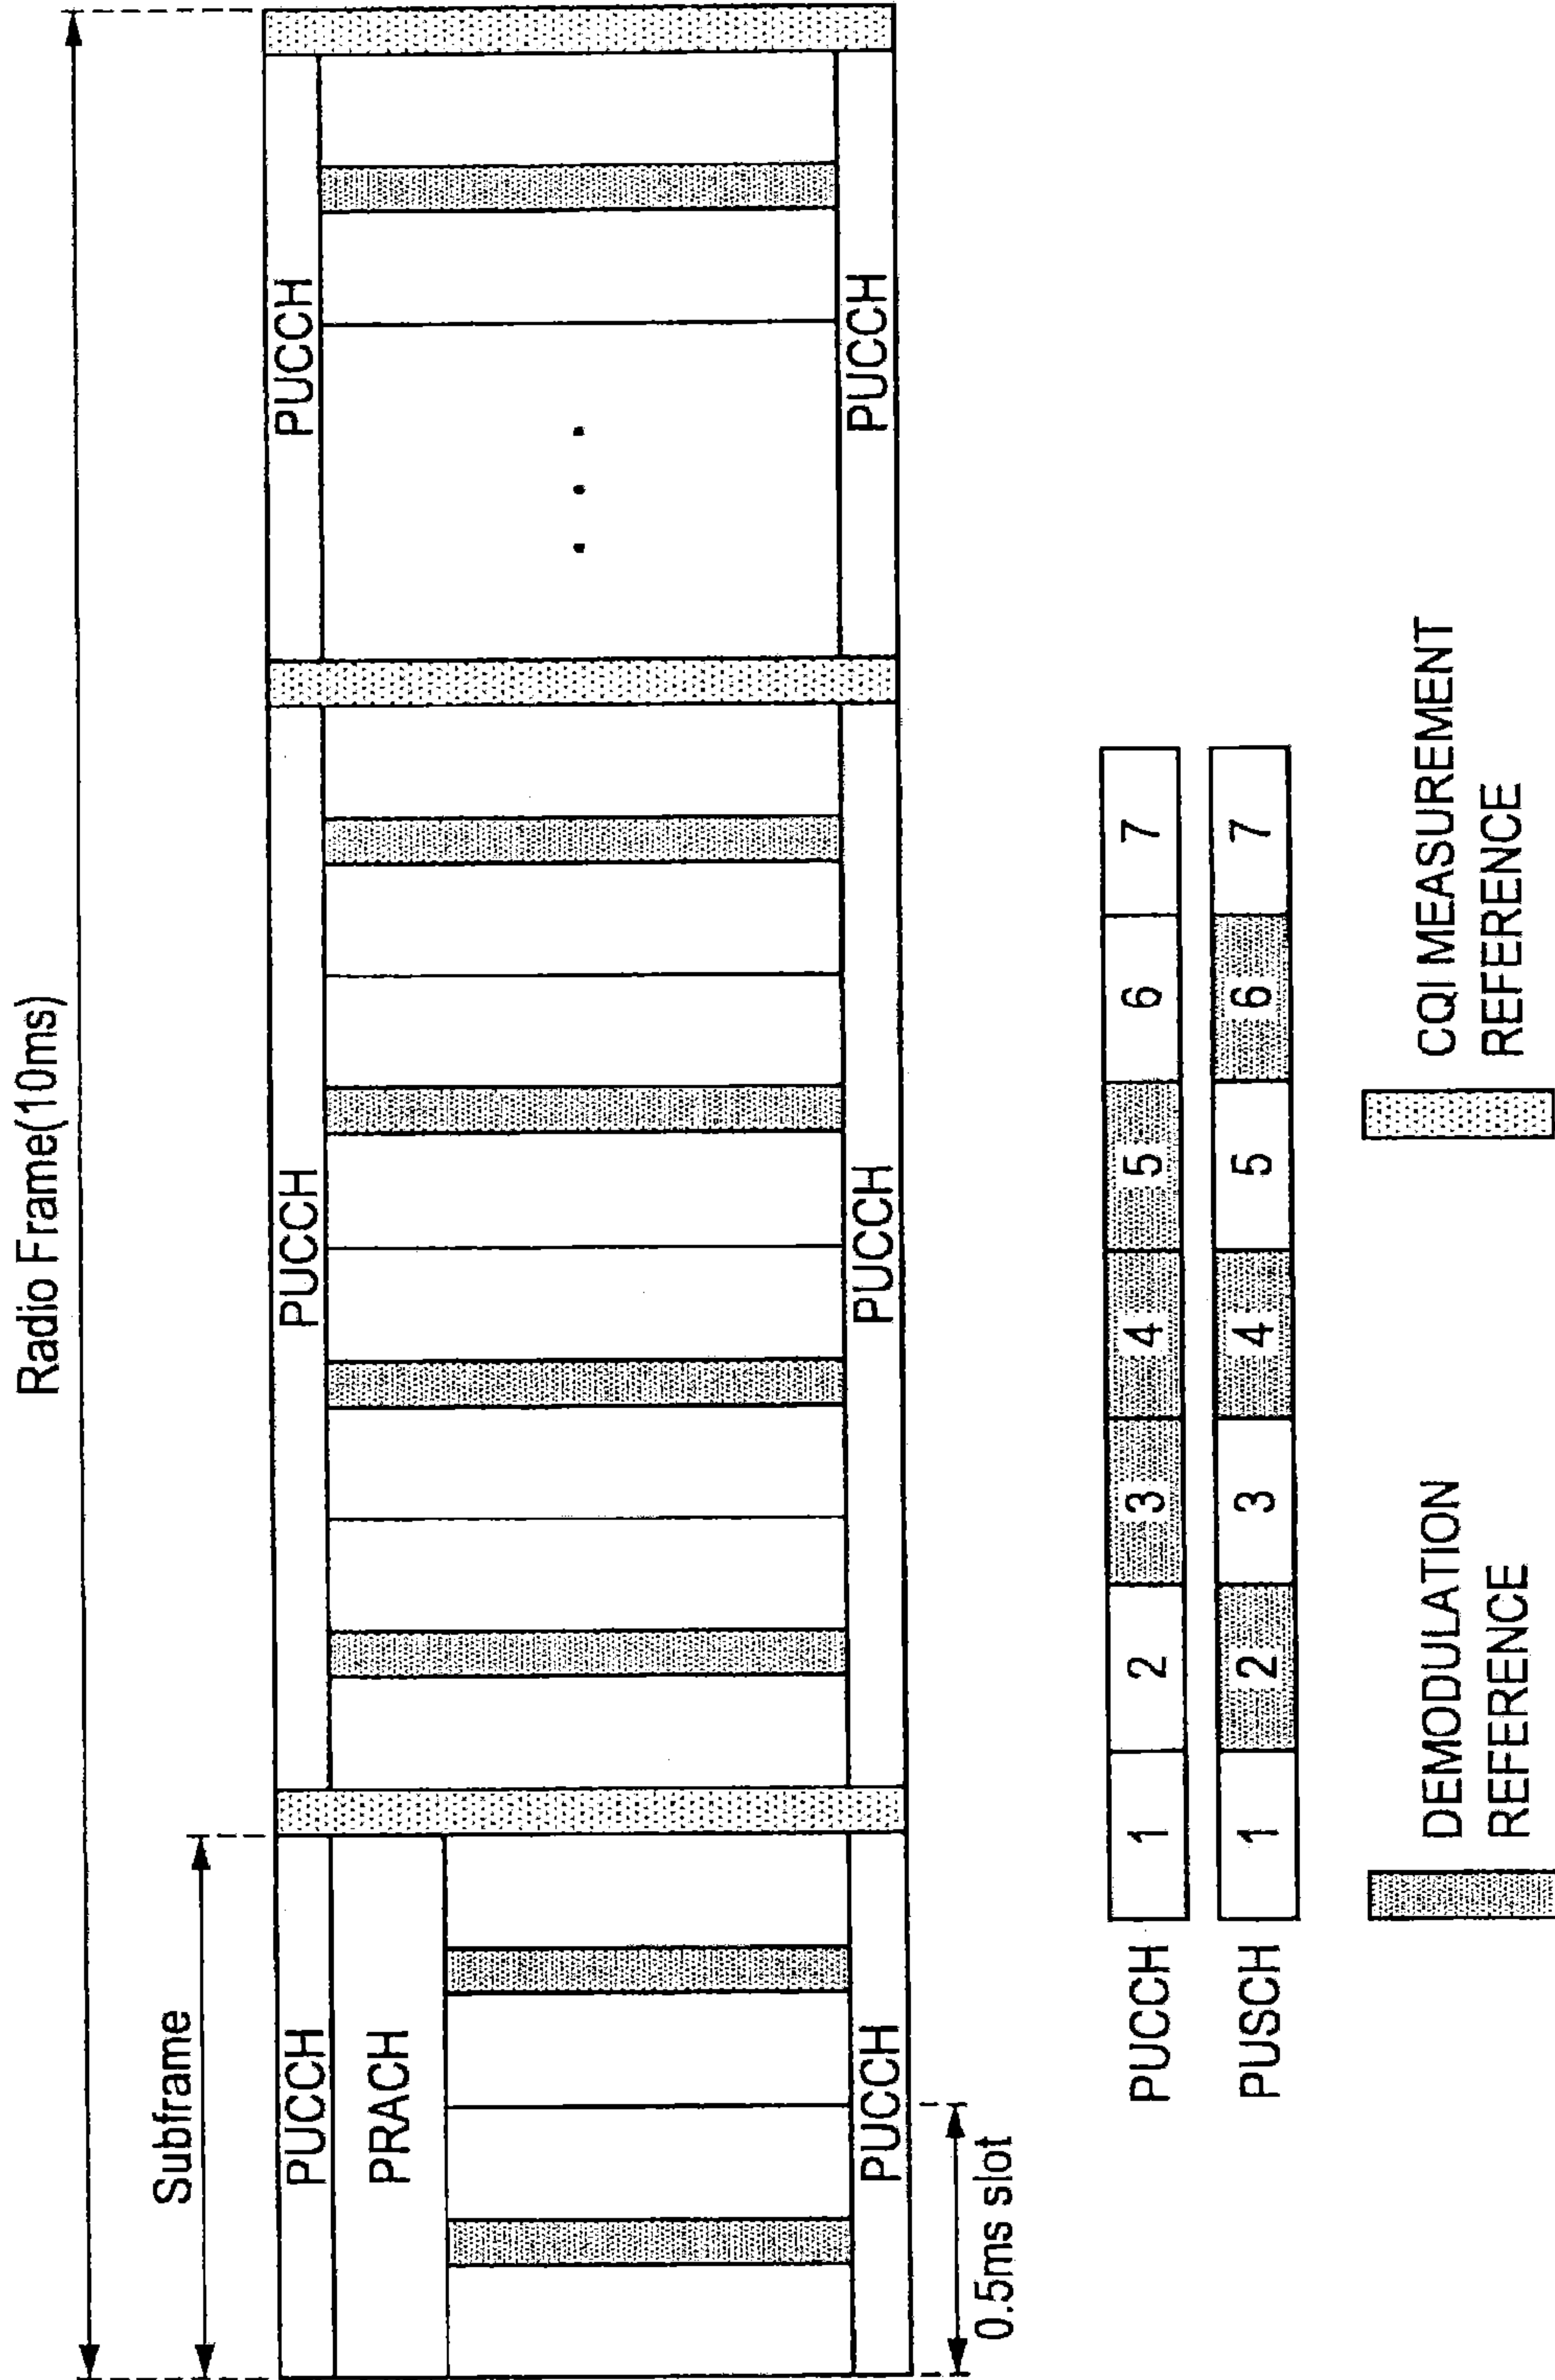 Radio Frame(10ms)
Subframe
PUCCH PUCCH PUCCH
PRACH
. . .
PUCCH PUCCH PUCCH
0.5ms slot
PUCCH 1 2 3 4 5 6 7
PUSCH 1 2 3 4 5 6 7
DEMODULATION REFERENCE
CQI MEASUREMENT REFERENCE